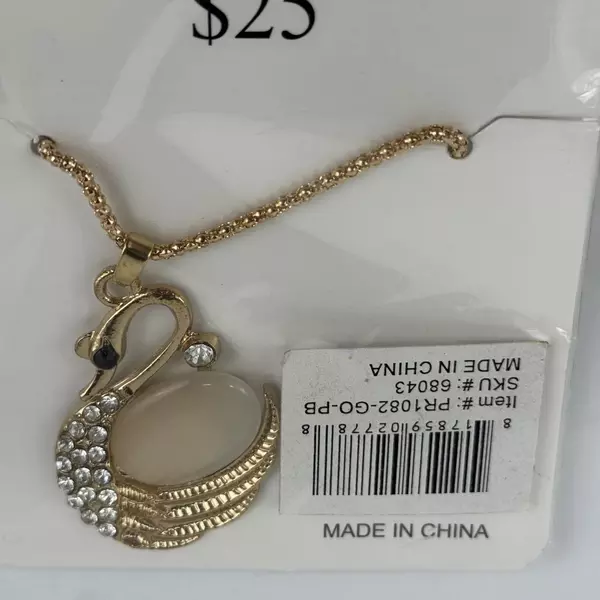 $25
Item #: PR1082-GO-PB
SKU #: 68043
MADE IN CHINA
8 17859 02778 8
MADE IN CHINA